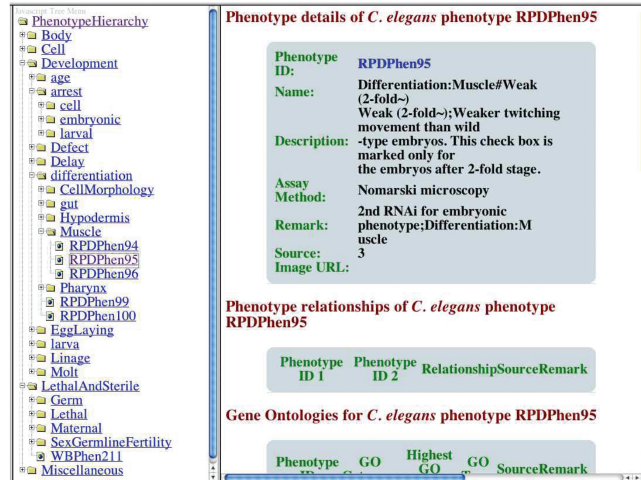 Javascript Tree Menu
PhenotypeHierarchy
Body
Cell
Development
age
arrest
cell
embryonic
larval
Defect
Delay
differentiation
CellMorphology
gut
Hypodermis
Muscle
RPDPhen94
RPDPhen95
RPDPhen96
Pharynx
RPDPhen99
RPDPhen100
EggLaying
larva
Linage
Molt
LethalAndSterile
Germ
Lethal
Maternal
SexGermlineFertility
WBPhen211
Miscellaneous
Phenotype details of C. elegans phenotype RPDPhen95
Phenotype
ID:
RPDPhen95
Name:
Differentiation:Muscle#Weak
(2-fold~)
Description:
Weak (2-fold~);Weaker twitching
movement than wild
-type embryos. This check box is
marked only for
the embryos after 2-fold stage.
Assay
Method:
Nomarski microscopy
Remark:
2nd RNAi for embryonic
phenotype;Differentiation:M
uscle
Source:
3
Image URL:
Phenotype relationships of C. elegans phenotype
RPDPhen95
Phenotype
ID 1
Phenotype
ID 2
Relationship
Source
Remark
Gene Ontologies for C. elegans phenotype RPDPhen95
Phenotype
GO
Highest
GO
GO
Source
Remark